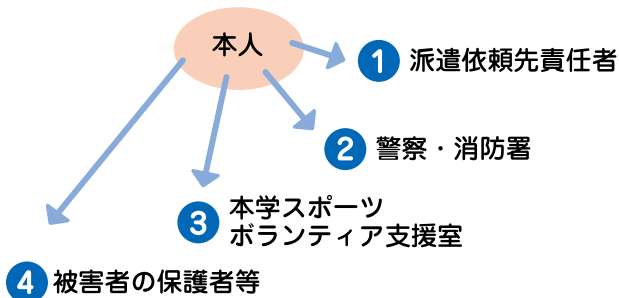 本人
1 派遣依頼先責任者
2 警察・消防署
3 本学スポーツ
ボランティア支援室
4 被害者の保護者等